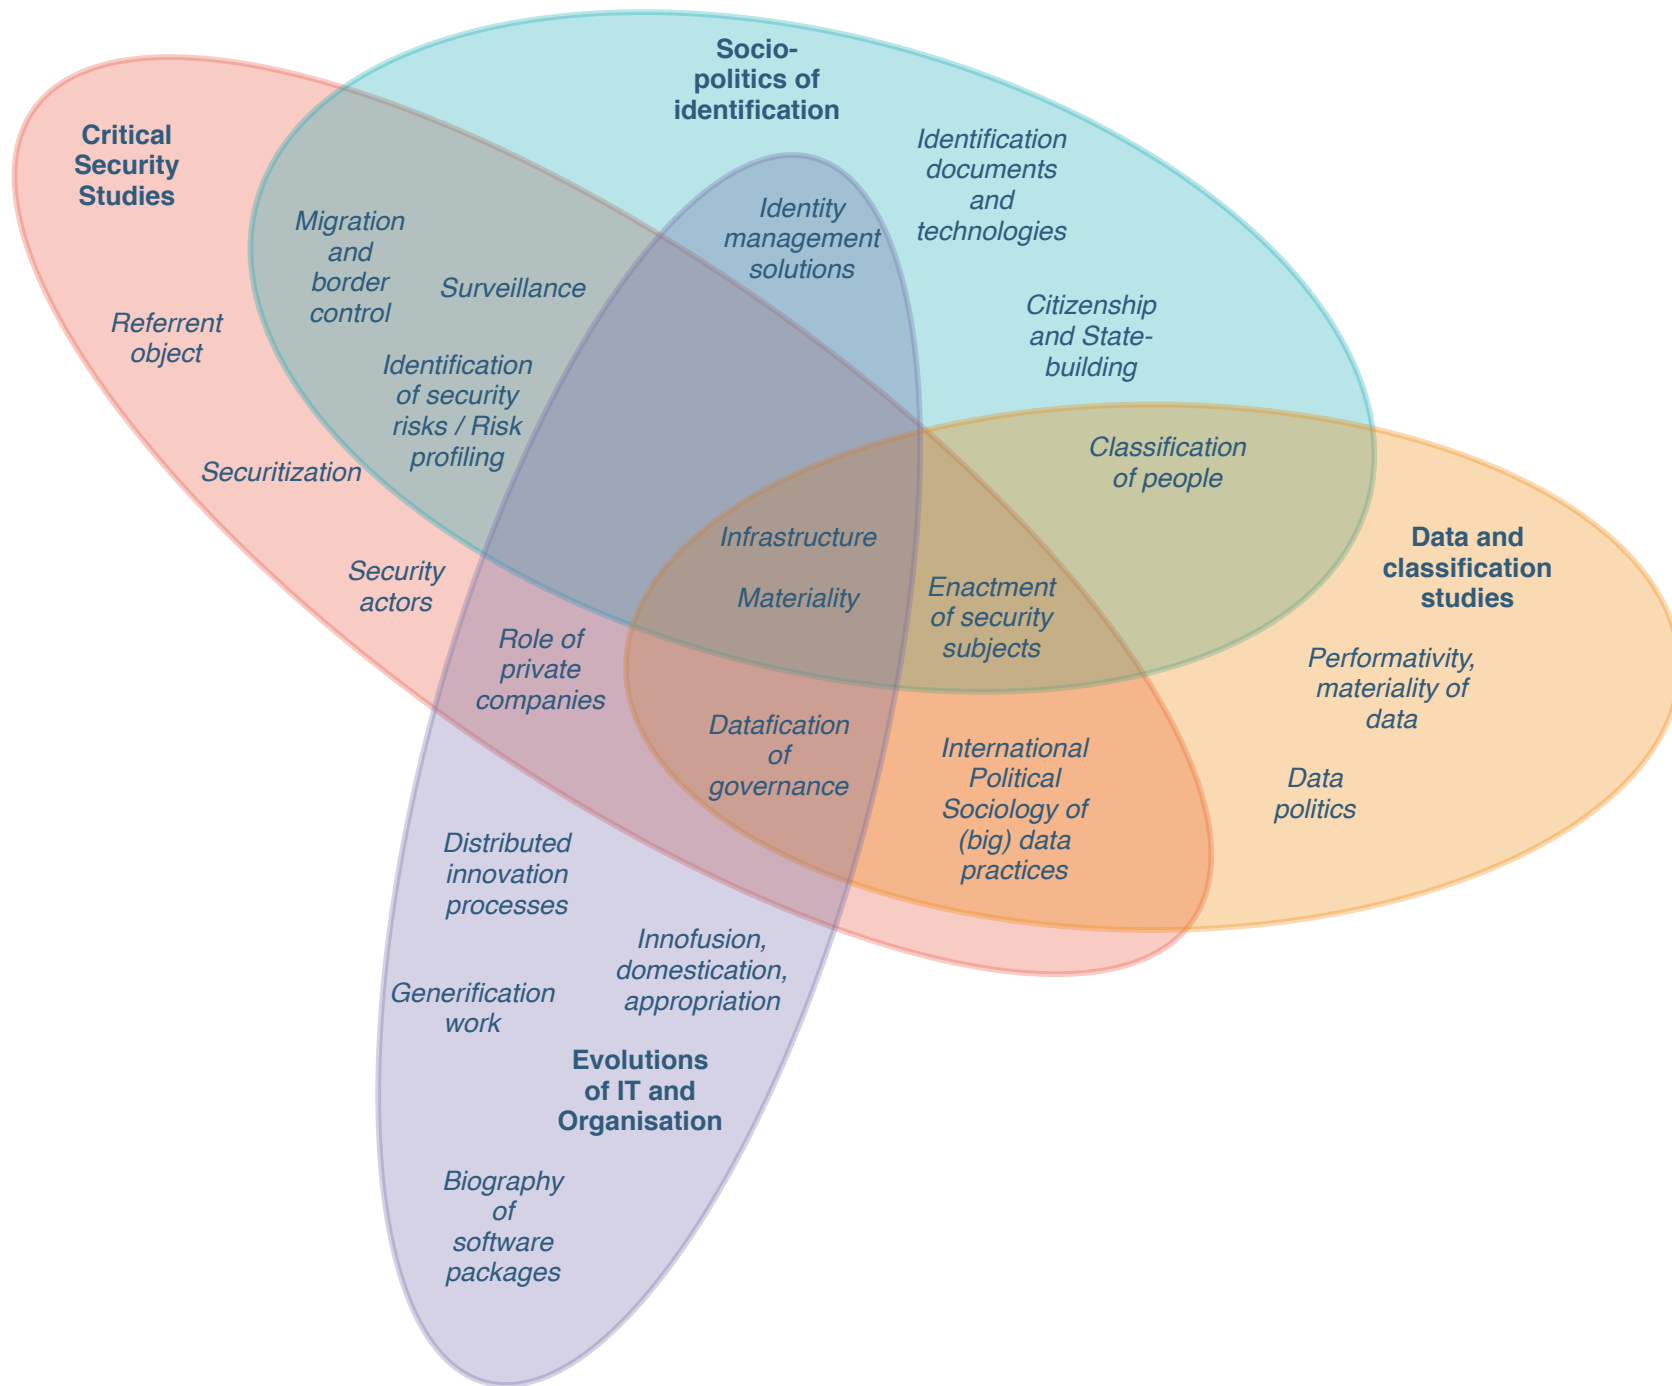 Socio-
politics of
identification
Critical
Security
Studies
Identification
documents
and
technologies
Identity
management
solutions
Migration
and
border
control
Surveillance
Referrent
object
Citizenship
and State-
building
Identification
of security
risks / Risk
profiling
Securitization
Classification
of people
Infrastructure
Data and
classification
studies
Security
actors
Materiality
Enactment
of security
subjects
Role of
private
companies
Performativity,
materiality of
data
Datafication
of
governance
International
Political
Sociology of
(big) data
practices
Data
politics
Distributed
innovation
processes
Innofusion,
domestication,
appropriation
Generification
work
Evolutions
of IT and
Organisation
Biography
of
software
packages